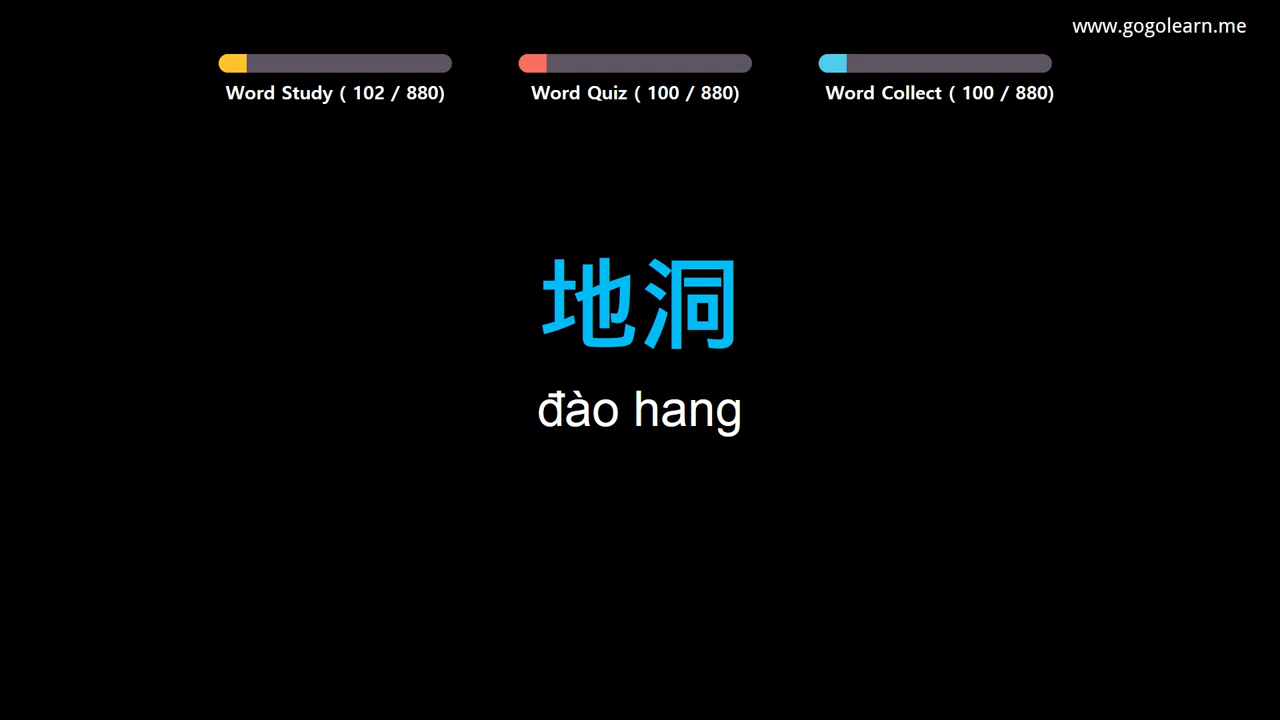 www.gogolearn.me
Word Study ( 102 / 880)
Word Quiz ( 100 / 880)
Word Collect ( 100 / 880)
地洞
đào hang